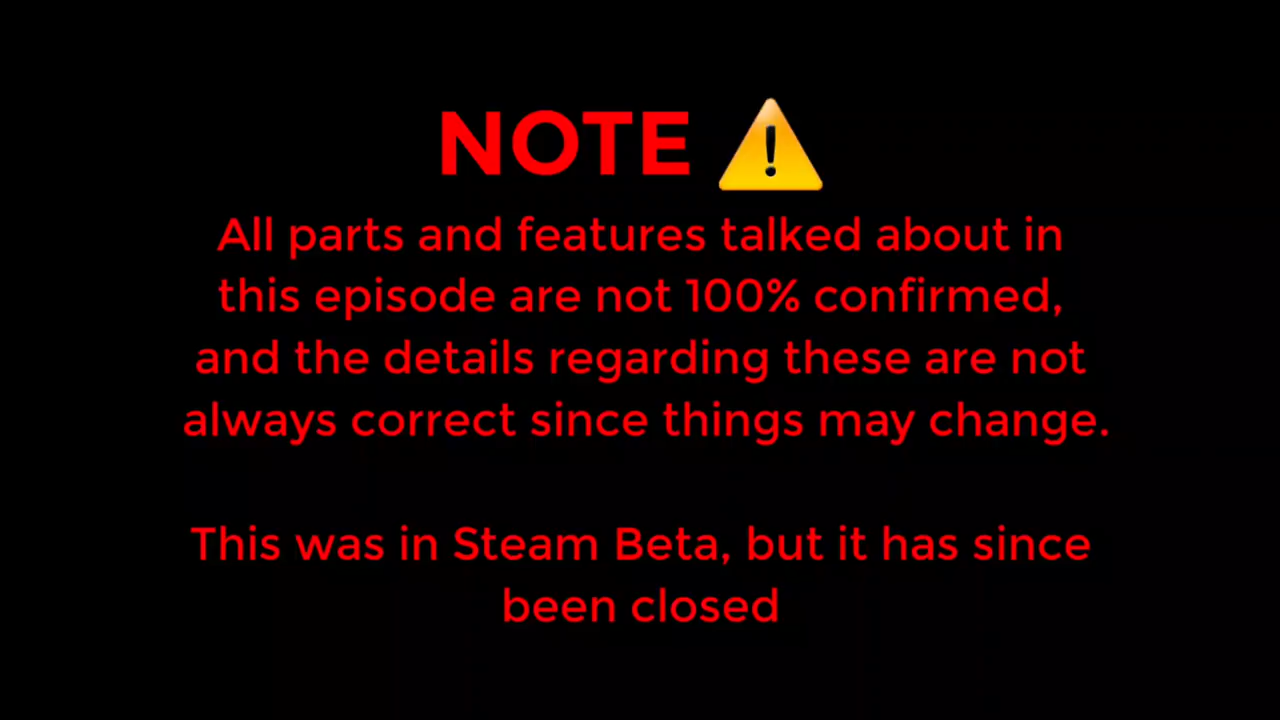 NOTE ⚠️
All parts and features talked about in
this episode are not 100% confirmed,
and the details regarding these are not
always correct since things may change.
This was in Steam Beta, but it has since
been closed